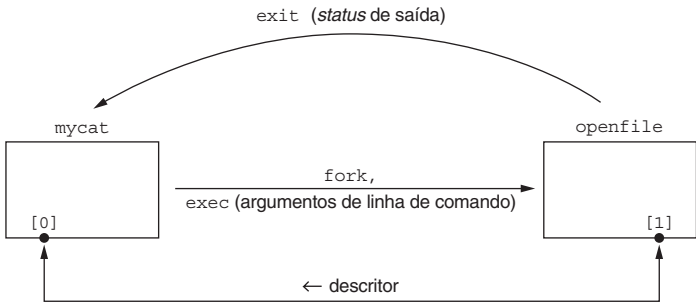 exit (status de saída)
mycat
openfile
fork,
exec (argumentos de linha de comando)
[0]
[1]
← descritor